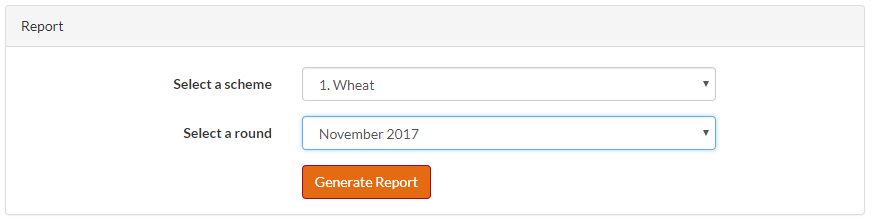 Report
Select a scheme 1. Wheat
Select a round November 2017
Generate Report